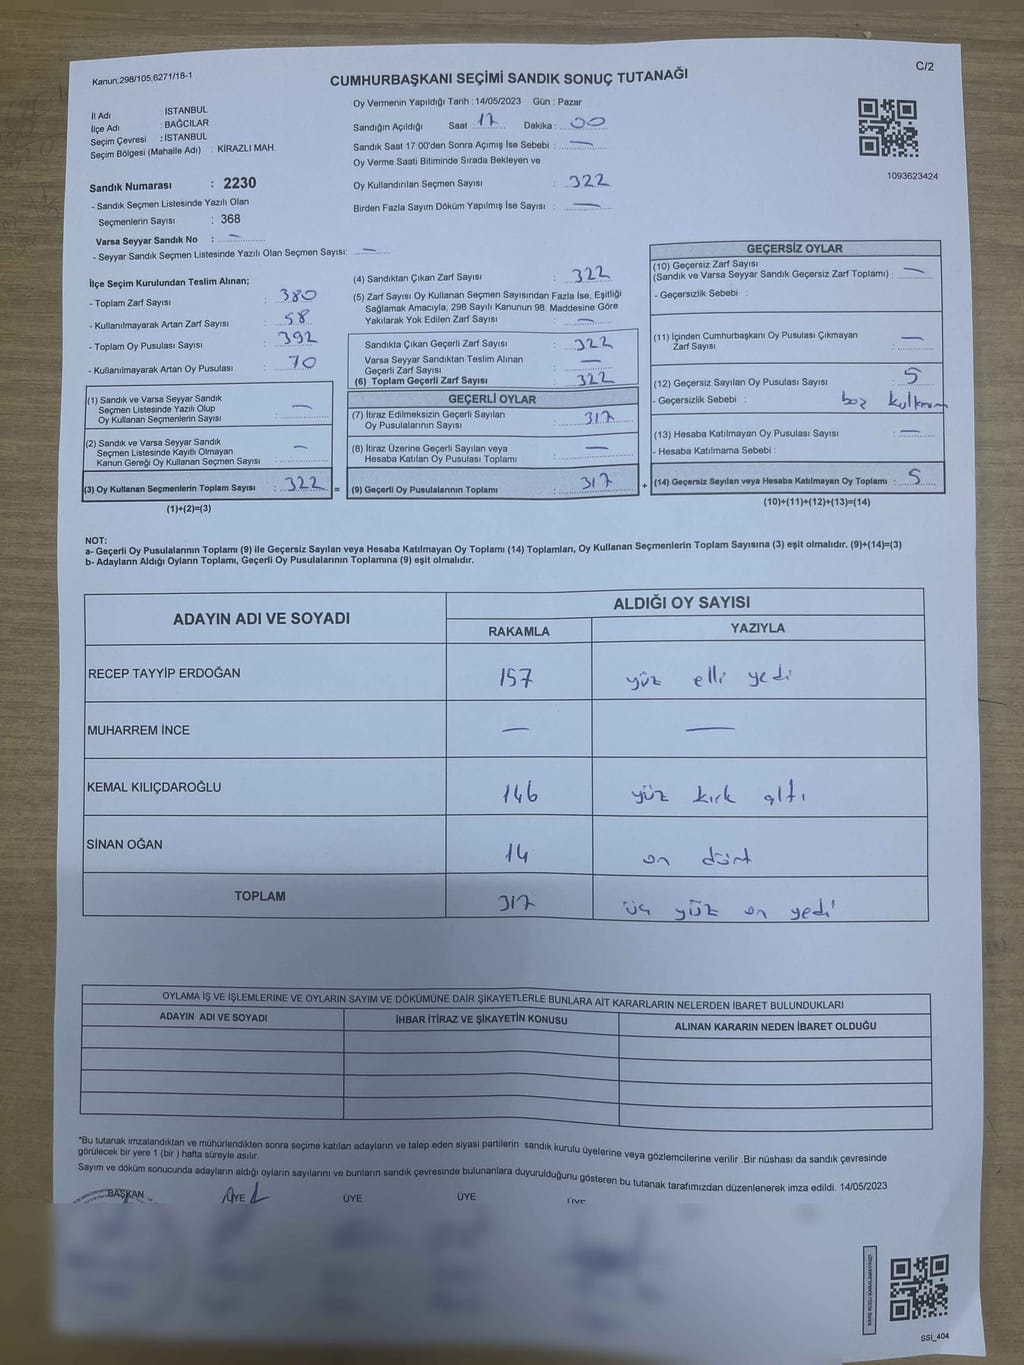 Kanun;298/105;6271/18-1
C/2
CUMHURBAŞKANI SEÇİMİ SANDIK SONUÇ TUTANAĞI
İl Adı : İSTANBUL
İlçe Adı : BAĞCILAR
Seçim Çevresi : İSTANBUL
Seçim Bölgesi (Mahalle Adı) : KİRAZLI MAH.
Sandık Numarası : 2230
- Sandık Seçmen Listesinde Yazılı Olan
Seçmenlerin Sayısı : 368
Varsa Seyyar Sandık No : —
- Seyyar Sandık Seçmen Listesinde Yazılı Olan Seçmen Sayısı: —
Oy Vermenin Yapıldığı Tarih : 14/05/2023 Gün : Pazar
Sandığın Açıldığı Saat : 17 Dakika : 00
Sandık Saat 17:00'den Sonra Açımış İse Sebebi : —
Oy Verme Saati Bitiminde Sırada Bekleyen ve
Oy Kullandırılan Seçmen Sayısı : 322
Birden Fazla Sayım Döküm Yapılmış İse Sayısı : —
1093623424
İlçe Seçim Kurulundan Teslim Alınan;
- Toplam Zarf Sayısı : 380
- Kullanılmayarak Artan Zarf Sayısı : 58
- Toplam Oy Pusulası Sayısı : 392
- Kullanılmayarak Artan Oy Pusulası : 70
(1) Sandık ve Varsa Seyyar Sandık
Seçmen Listesinde Yazılı Olup
Oy Kullanan Seçmenlerin Sayısı : —
(2) Sandık ve Varsa Seyyar Sandık
Seçmen Listesinde Kayıtlı Olmayan
Kanun Gereği Oy Kullanan Seçmen Sayısı : —
(3) Oy Kullanan Seçmenlerin Toplam Sayısı : 322 =
(1)+(2)=(3)
(4) Sandıktan Çıkan Zarf Sayısı : 322
(5) Zarf Sayısı Oy Kullanan Seçmen Sayısından Fazla İse, Eşitliği
Sağlamak Amacıyla, 298 Sayılı Kanunun 98. Maddesine Göre
Yakılarak Yok Edilen Zarf Sayısı : —
Sandıkta Çıkan Geçerli Zarf Sayısı : 322
Varsa Seyyar Sandıktan Teslim Alınan
Geçerli Zarf Sayısı : —
(6) Toplam Geçerli Zarf Sayısı : 322
GEÇERLİ OYLAR
(7) İtiraz Edilmeksizin Geçerli Sayılan
Oy Pusulalarının Sayısı : 317
(8) İtiraz Üzerine Geçerli Sayılan veya
Hesaba Katılan Oy Pusulası Toplamı : —
(9) Geçerli Oy Pusulalarının Toplamı : 317 +
GEÇERSİZ OYLAR
(10) Geçersiz Zarf Sayısı
(Sandık ve Varsa Seyyar Sandık Geçersiz Zarf Toplamı) : —
- Geçersizlik Sebebi :
(11) İçinden Cumhurbaşkanı Oy Pusulası Çıkmayan
Zarf Sayısı : —
(12) Geçersiz Sayılan Oy Pusulası Sayısı : 5
- Geçersizlik Sebebi : boş
(13) Hesaba Katılmayan Oy Pusulası Sayısı : —
- Hesaba Katılmama Sebebi :
(14) Geçersiz Sayılan veya Hesaba Katılmayan Oy Toplamı : 5
(10)+(11)+(12)+(13)=(14)
NOT:
a- Geçerli Oy Pusulalarının Toplamı (9) ile Geçersiz Sayılan veya Hesaba Katılmayan Oy Toplamı (14) Toplamları, Oy Kullanan Seçmenlerin Toplam Sayısına (3) eşit olmalıdır. (9)+(14)=(3)
b- Adayların Aldığı Oyların Toplamı, Geçerli Oy Pusulalarının Toplamına (9) eşit olmalıdır.
ADAYIN ADI VE SOYADI
ALDIĞI OY SAYISI
RAKAMLA YAZIYLA
RECEP TAYYİP ERDOĞAN 157 yüz elli yedi
MUHARREM İNCE — —
KEMAL KILIÇDAROĞLU 146 yüz kırk altı
SİNAN OĞAN 14 on dört
TOPLAM 317 üç yüz on yedi
OYLAMA İŞ VE İŞLEMLERİNE VE OYLARIN SAYIM VE DÖKÜMÜNE DAİR ŞİKAYETLERLE BUNLARA AİT KARARLARIN NELERDEN İBARET BULUNDUKLARI
ADAYIN ADI VE SOYADI İHBAR İTİRAZ VE ŞİKAYETİN KONUSU ALINAN KARARIN NEDEN İBARET OLDUĞU
*Bu tutanak imzalandıktan ve mühürlendikten sonra seçime katılan adayların ve talep eden siyasi partilerin sandık kurulu üyelerine veya gözlemcilerine verilir .Bir nüshası da sandık çevresinde
görülecek bir yere 1 (bir ) hafta süreyle asılır.
Sayım ve döküm sonucunda adayların aldığı oyların sayılarını ve bunların sandık çevresinde bulunanlara duyurulduğunu gösteren bu tutanak tarafımızdan düzenlenerek imza edildi. 14/05/2023
BAŞKAN ÜYE ÜYE ÜYE ÜYE
KARE KODU KARALAMAYINIZ!
SSI_404